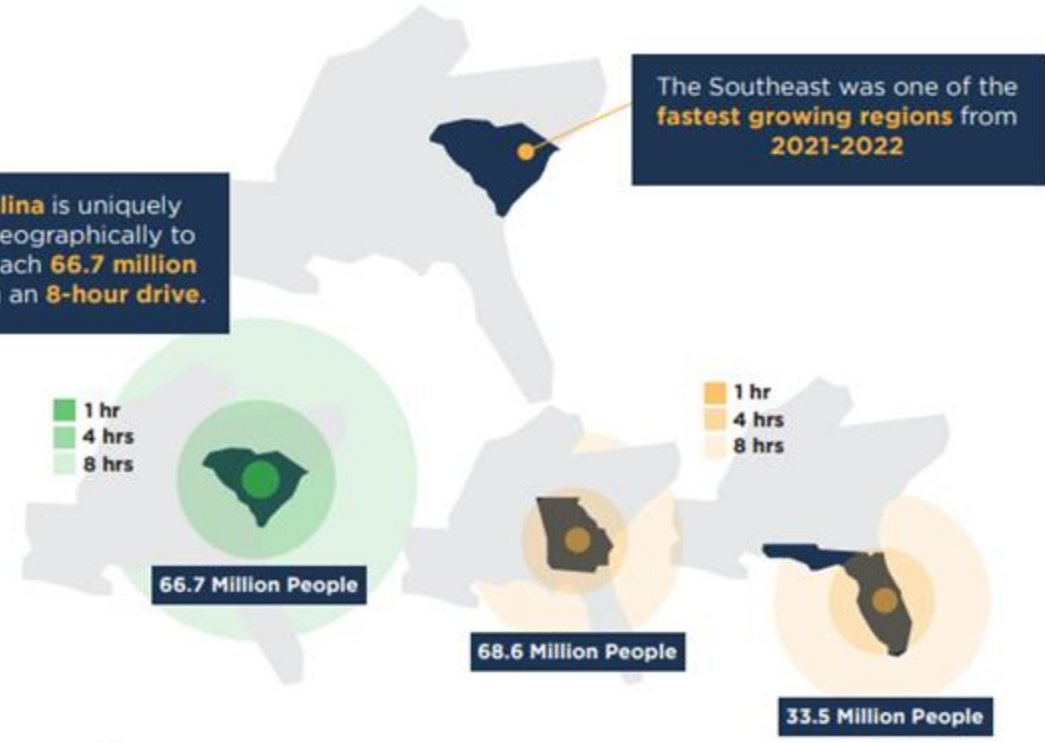 The Southeast was one of the
fastest growing regions from
2021-2022
lina is uniquely
eographically to
ach 66.7 million
an 8-hour drive.
1 hr
4 hrs
8 hrs
66.7 Million People
68.6 Million People
1 hr
4 hrs
8 hrs
33.5 Million People